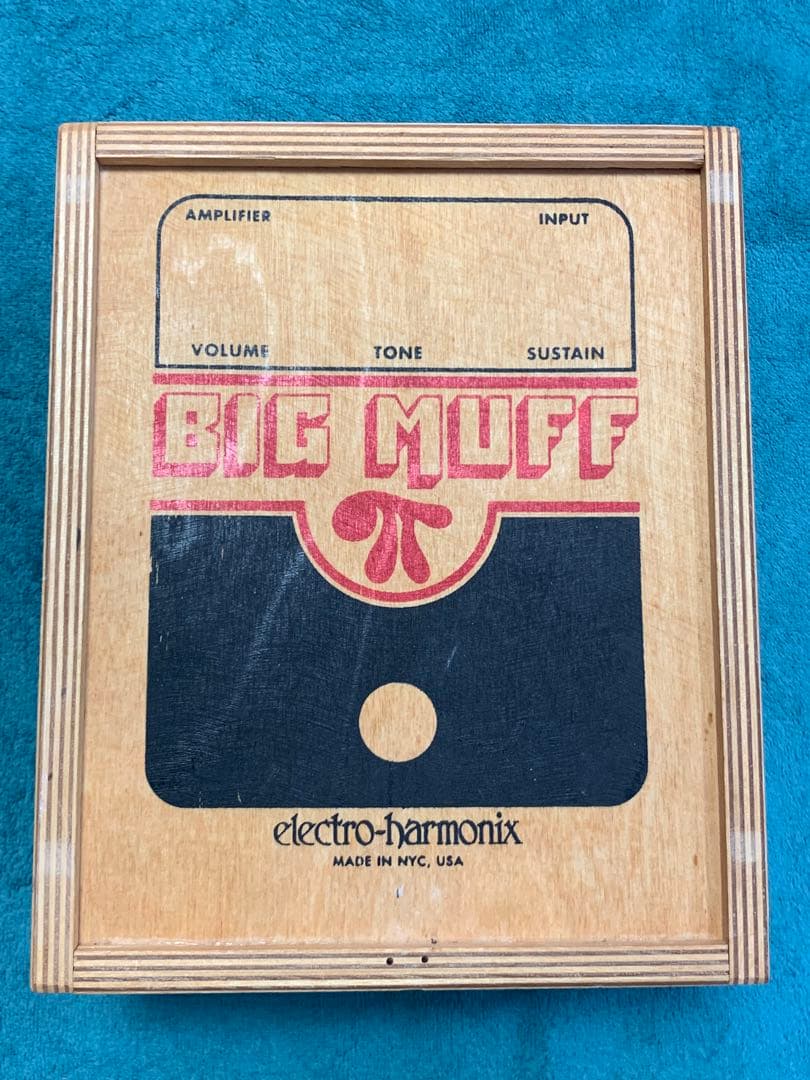 AMPLIFIER INPUT
VOLUME TONE SUSTAIN
BIG MUFF
π
electro-harmonix
MADE IN NYC, USA